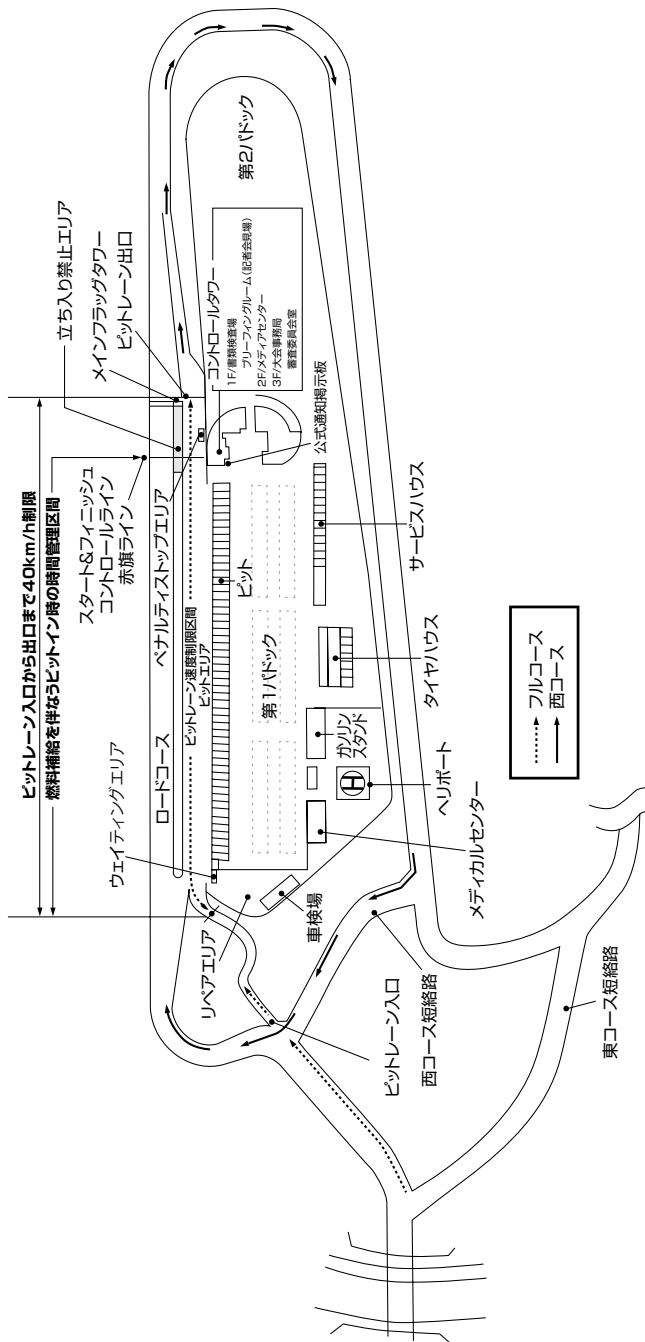 ピットレーン入口から出口まで40km/h制限
燃料補給を伴なうピットイン時の時間管理区間
立ち入り禁止エリア
メインフラッグタワー
ピットレーン出口
スタート&フィニッシュ
コントロールライン
赤旗ライン
ペナルティストップエリア
ロードコース
ウェイティングエリア
ピットレーン速度制限区間
ピットエリア
ピット
第1パドック
第2パドック
コントロールタワー
1F/書類検査場
ブリーフィングルーム(記者会見場)
2F/メディアセンター
3F/大会事務局
審査委員会室
公式通知掲示板
サービスハウス
タイヤハウス
ガソリン
スタンド
H
ヘリポート
メディカルセンター
車検場
リペアエリア
ピットレーン入口
西コース短絡路
東コース短絡路
フルコース
西コース